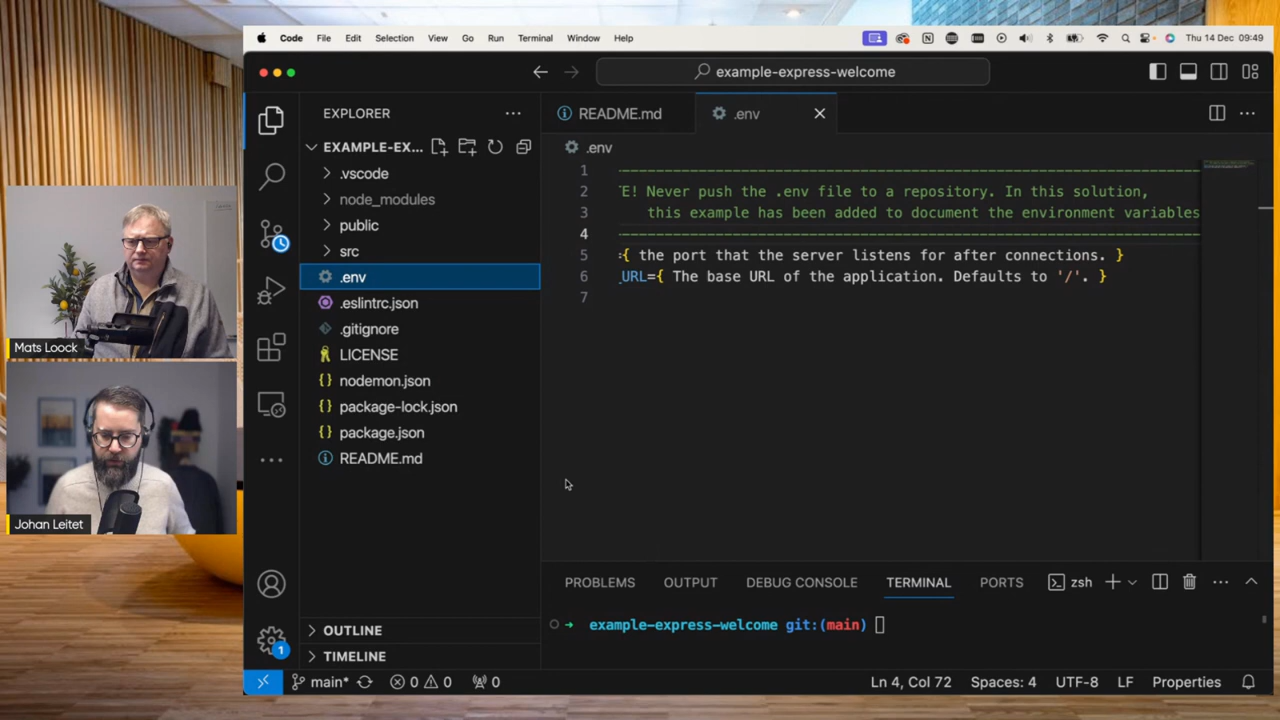 Code File Edit Selection View Go Run Terminal Window Help Thu 14 Dec 09:49
example-express-welcome
EXPLORER
EXAMPLE-EX...
.vscode
node_modules
public
src
.env
.eslintrc.json
.gitignore
LICENSE
nodemon.json
package-lock.json
package.json
README.md
OUTLINE
TIMELINE
README.md .env
.env
1
2 E! Never push the .env file to a repository. In this solution,
3 this example has been added to document the environment variables
4
5 ={ the port that the server listens for after connections. }
6 _URL={ The base URL of the application. Defaults to '/'. }
7
PROBLEMS OUTPUT DEBUG CONSOLE TERMINAL PORTS zsh
example-express-welcome git:(main)
1
main* 0 0 0 Ln 4, Col 72 Spaces: 4 UTF-8 LF Properties
Mats Loock
Johan Leitet